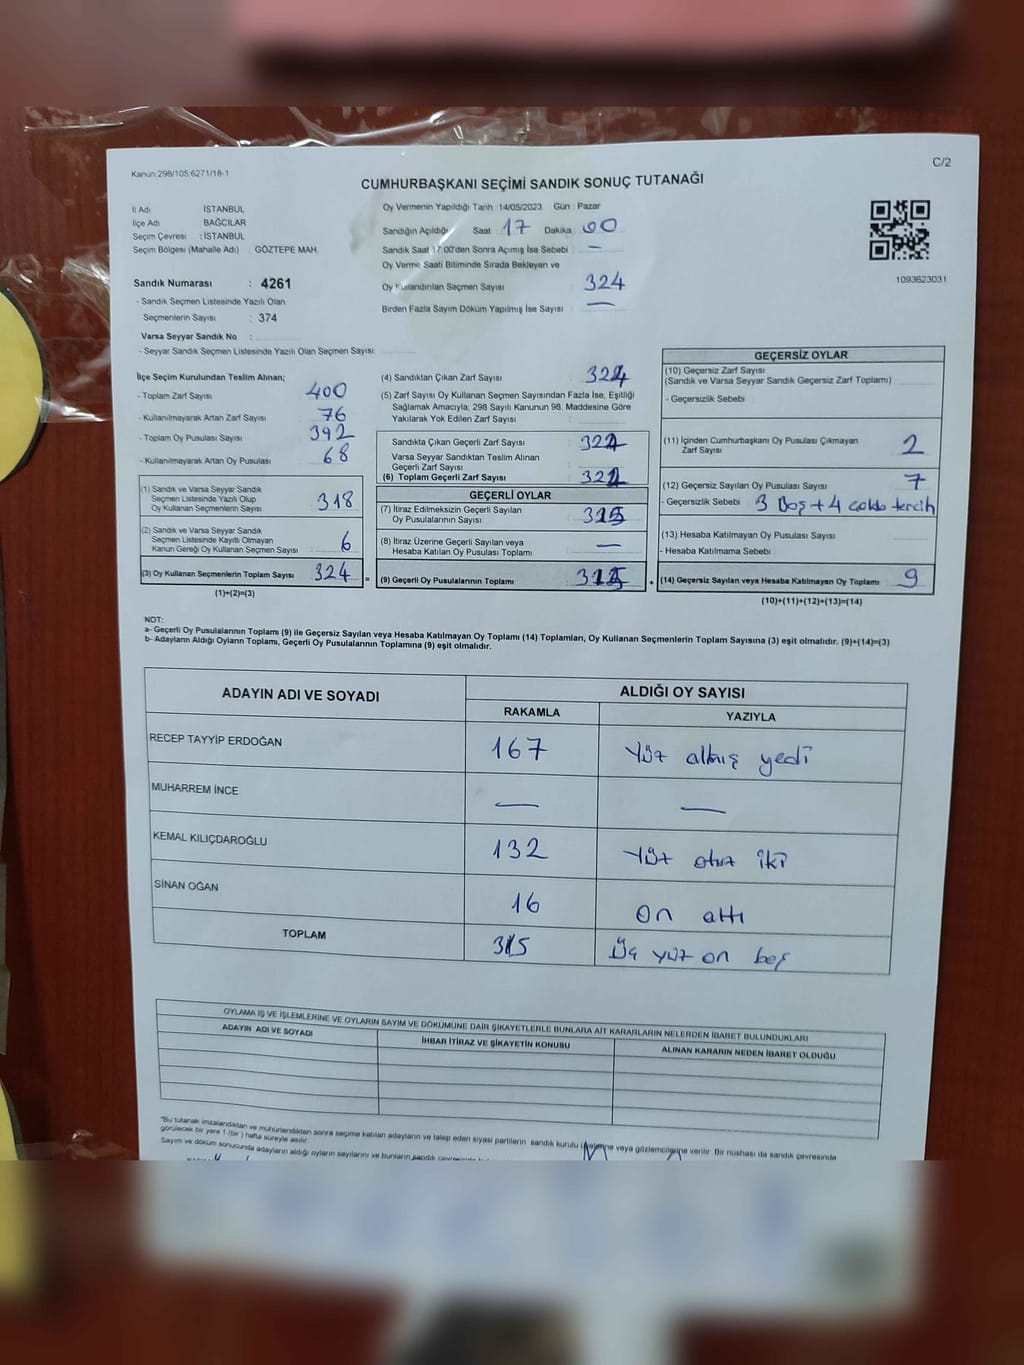 Kanun:298/105;6271/18-1
C/2
CUMHURBAŞKANI SEÇİMİ SANDIK SONUÇ TUTANAĞI
İl Adı İSTANBUL
İlçe Adı BAĞCILAR
Seçim Çevresi : İSTANBUL
Seçim Bölgesi (Mahalle Adı) : GÖZTEPE MAH.
Sandık Numarası : 4261
- Sandık Seçmen Listesinde Yazılı Olan
Seçmenlerin Sayısı : 374
Varsa Seyyar Sandık No :
- Seyyar Sandık Seçmen Listesinde Yazılı Olan Seçmen Sayısı
Oy Vermenin Yapıldığı Tarih 14/05/2023 Gün : Pazar
Sandığın Açıldığı Saat 17 Dakika 00
Sandık Saat 17:00'den Sonra Açılmış İse Sebebi : —
Oy Verme Saati Bitiminde Sırada Bekleyen ve
Oy Kullandırılan Seçmen Sayısı : 324
Birden Fazla Sayım Döküm Yapılmış İse Sayısı : —
1093623031
İlçe Seçim Kurulundan Teslim Alınan;
- Toplam Zarf Sayısı : 400
- Kullanılmayarak Artan Zarf Sayısı : 76
- Toplam Oy Pusulası Sayısı : 392
- Kullanılmayarak Artan Oy Pusulası : 68
(1) Sandık ve Varsa Seyyar Sandık
Seçmen Listesinde Yazılı Olup
Oy Kullanan Seçmenlerin Sayısı 318
(2) Sandık ve Varsa Seyyar Sandık
Seçmen Listesinde Kayıtlı Olmayan
Kanun Gereği Oy Kullanan Seçmen Sayısı 6
(3) Oy Kullanan Seçmenlerin Toplam Sayısı 324 =
(1)+(2)=(3)
(4) Sandıktan Çıkan Zarf Sayısı : 324
(5) Zarf Sayısı Oy Kullanan Seçmen Sayısından Fazla İse, Eşitliği
Sağlamak Amacıyla; 298 Sayılı Kanunun 98. Maddesine Göre
Yakılarak Yok Edilen Zarf Sayısı :
Sandıkta Çıkan Geçerli Zarf Sayısı : 322
Varsa Seyyar Sandıktan Teslim Alınan
Geçerli Zarf Sayısı :
(6) Toplam Geçerli Zarf Sayısı : 322
GEÇERLİ OYLAR
(7) İtiraz Edilmeksizin Geçerli Sayılan
Oy Pusulalarının Sayısı : 315
(8) İtiraz Üzerine Geçerli Sayılan veya
Hesaba Katılan Oy Pusulası Toplamı : —
(9) Geçerli Oy Pusulalarının Toplamı : 315 +
GEÇERSİZ OYLAR
(10) Geçersiz Zarf Sayısı
(Sandık ve Varsa Seyyar Sandık Geçersiz Zarf Toplamı)
- Geçersizlik Sebebi :
(11) İçinden Cumhurbaşkanı Oy Pusulası Çıkmayan
Zarf Sayısı : 2
(12) Geçersiz Sayılan Oy Pusulası Sayısı : 7
- Geçersizlik Sebebi : 3 Boş + 4 çoklu tercih
(13) Hesaba Katılmayan Oy Pusulası Sayısı :
- Hesaba Katılmama Sebebi :
(14) Geçersiz Sayılan veya Hesaba Katılmayan Oy Toplamı : 9
(10)+(11)+(12)+(13)=(14)
NOT:
a- Geçerli Oy Pusulalarının Toplamı (9) ile Geçersiz Sayılan veya Hesaba Katılmayan Oy Toplamı (14) Toplamları, Oy Kullanan Seçmenlerin Toplam Sayısına (3) eşit olmalıdır. (9)+(14)=(3)
b- Adayların Aldığı Oyların Toplamı, Geçerli Oy Pusulalarının Toplamına (9) eşit olmalıdır.
ADAYIN ADI VE SOYADI ALDIĞI OY SAYISI
RAKAMLA YAZIYLA
RECEP TAYYİP ERDOĞAN 167 Yüz altmış yedi
MUHARREM İNCE — —
KEMAL KILIÇDAROĞLU 132 Yüz otuz iki
SİNAN OĞAN 16 On altı
TOPLAM 315 Üç yüz on beş
OYLAMA İŞ VE İŞLEMLERİNE VE OYLARIN SAYIM VE DÖKÜMÜNE DAİR ŞİKAYETLERLE BUNLARA AİT KARARLARIN NELERDEN İBARET BULUNDUKLARI
ADAYIN ADI VE SOYADI İHBAR İTİRAZ VE ŞİKAYETİN KONUSU ALINAN KARARIN NEDEN İBARET OLDUĞU
"Bu tutanak imzalandıktan ve mühürlendikten sonra seçime katılan adayların ve talep eden siyasi partilerin sandık kurulu üyelerine veya gözlemcilerine verilir. Bir nüshası da sandık çevresinde
görülecek bir yere 1 (bir) hafta süreyle asılır.
Sayım ve döküm sonucunda adayların aldığı oyların sayılarını ve bunların sandık